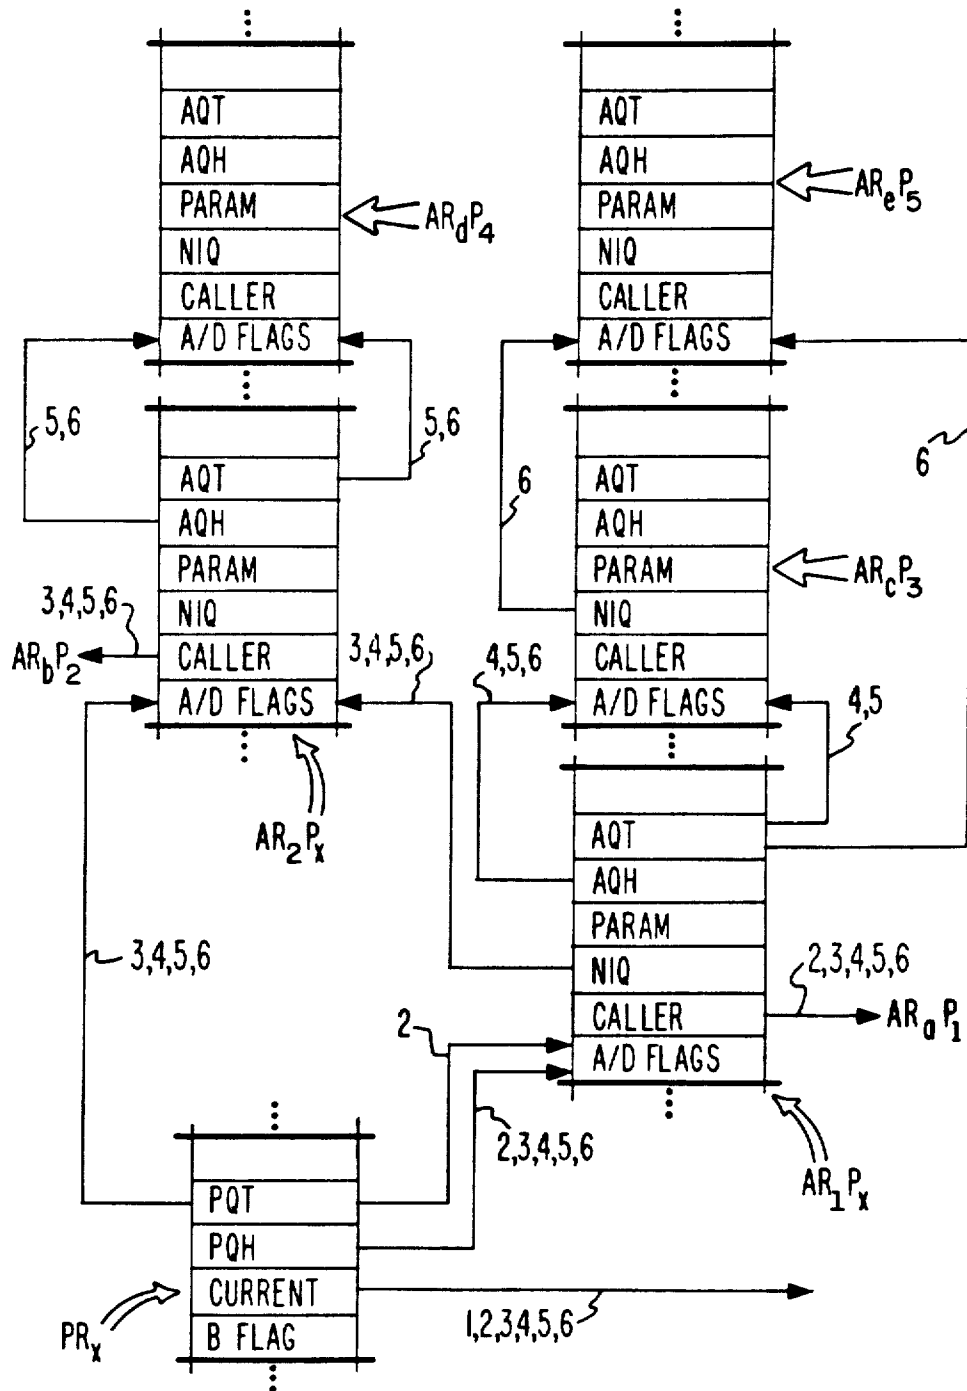 AQT
AQH
PARAM
NIQ
CALLER
A/D FLAGS
ARdP4
AQT
AQH
PARAM
NIQ
CALLER
A/D FLAGS
AReP5
5,6
5,6
6
6
AQT
AQH
PARAM
NIQ
CALLER
A/D FLAGS
3,4,5,6
ARbP2
3,4,5,6
4,5,6
AQT
AQH
PARAM
NIQ
CALLER
A/D FLAGS
ARcP3
4,5
AR2Px
3,4,5,6
AQT
AQH
PARAM
NIQ
CALLER
A/D FLAGS
2,3,4,5,6
ARaP1
2
2,3,4,5,6
AR1Px
PQT
PQH
CURRENT
B FLAG
PRx
1,2,3,4,5,6